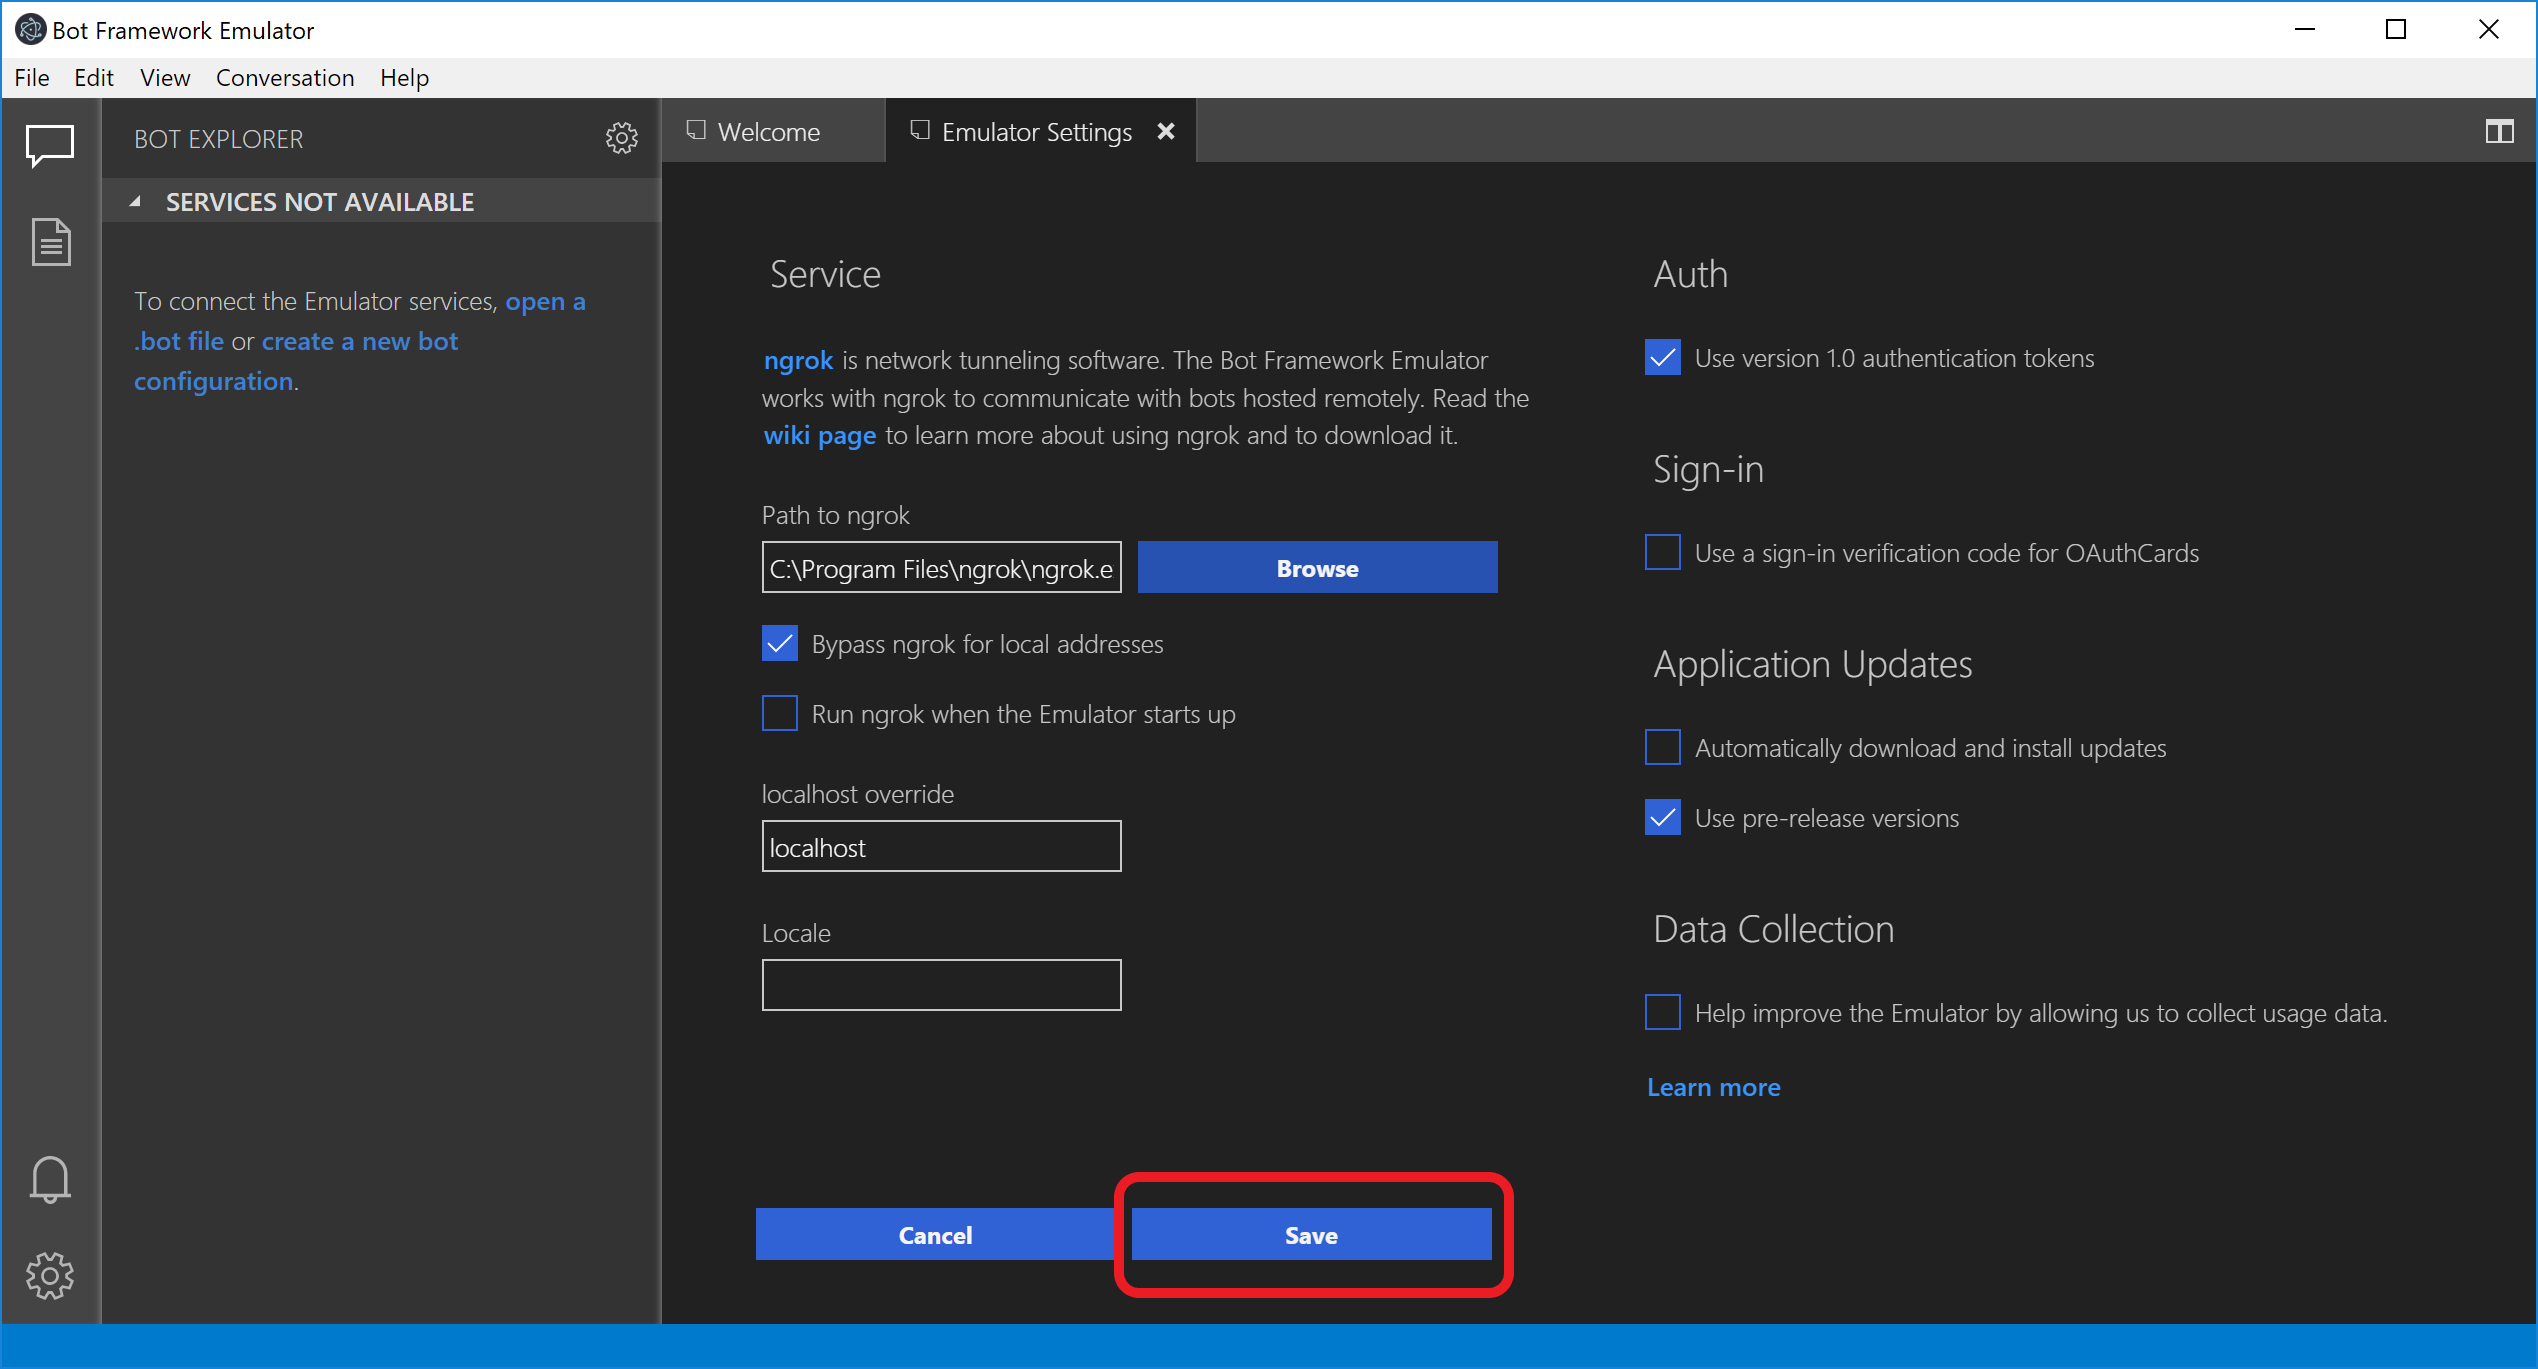 Bot Framework Emulator
File Edit View Conversation Help
BOT EXPLORER
SERVICES NOT AVAILABLE
To connect the Emulator services, open a
.bot file or create a new bot
configuration.
Welcome
Emulator Settings
Service
ngrok is network tunneling software. The Bot Framework Emulator
works with ngrok to communicate with bots hosted remotely. Read the
wiki page to learn more about using ngrok and to download it.
Path to ngrok
C:\Program Files\ngrok\ngrok.e
Browse
Bypass ngrok for local addresses
Run ngrok when the Emulator starts up
localhost override
localhost
Locale
Cancel
Save
Auth
Use version 1.0 authentication tokens
Sign-in
Use a sign-in verification code for OAuthCards
Application Updates
Automatically download and install updates
Use pre-release versions
Data Collection
Help improve the Emulator by allowing us to collect usage data.
Learn more